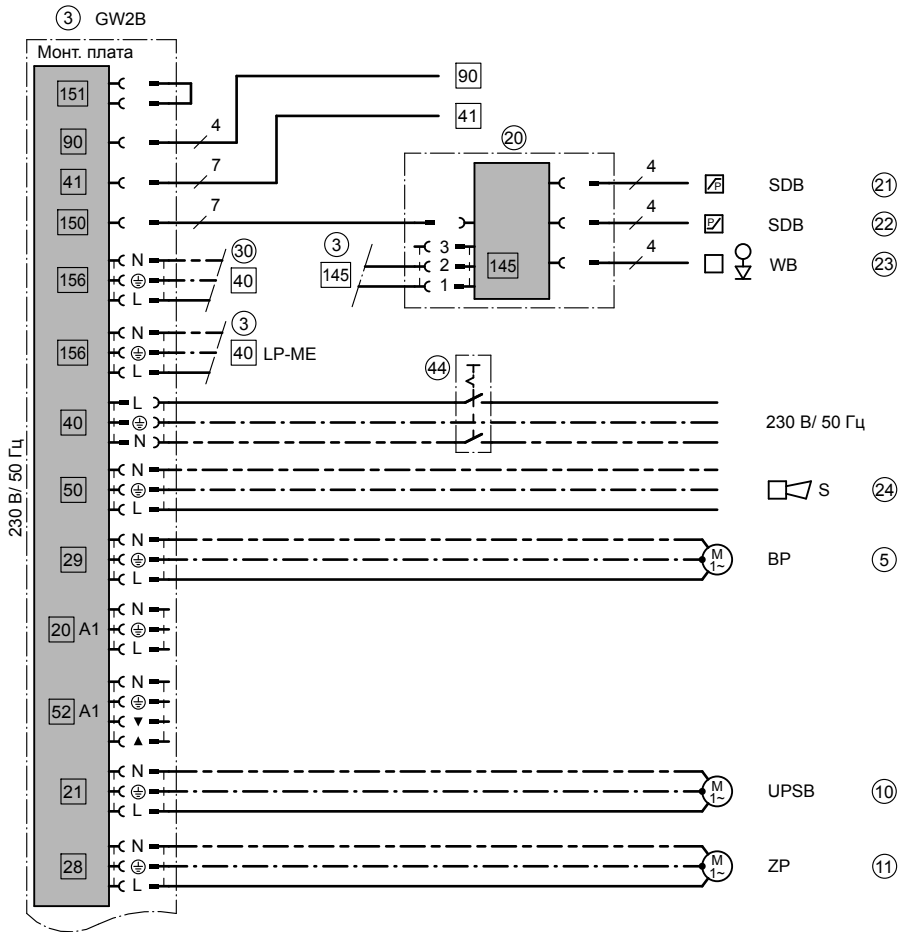 3 GW2B
Монт. плата
230 В/ 50 Гц
151
90
4
90
41
7
41
20
150
7
145
3
2
1
3
145
4
SDB
21
4
SDB
22
4
WB
23
P
P
156
N
L
30
40
156
N
L
3
40 LP-ME
44
40
L
N
230 В/ 50 Гц
50
N
L
S
24
29
N
L
M
1~
BP
5
20 A1
N
L
52 A1
N
▼
▲
21
N
L
M
1~
UPSB
10
28
N
L
M
1~
ZP
11